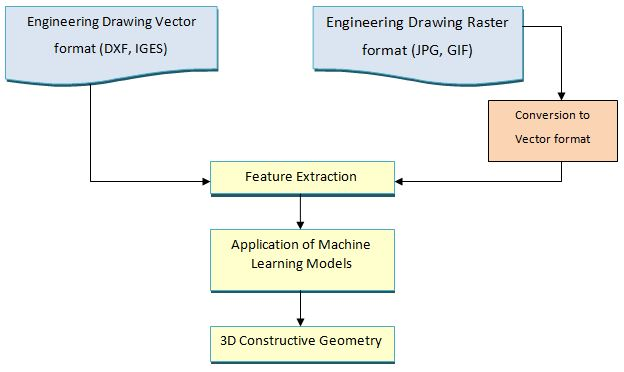 Engineering Drawing Vector
format (DXF, IGES)
Engineering Drawing Raster
format (JPG, GIF)
Conversion to
Vector format
Feature Extraction
Application of Machine
Learning Models
3D Constructive Geometry